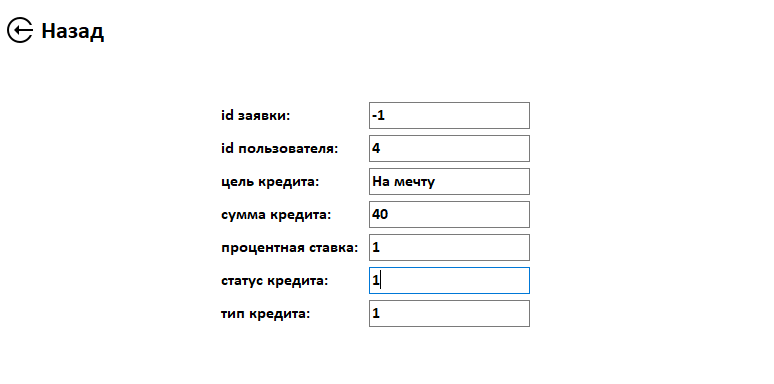 Назад
id заявки: -1
id пользователя: 4
цель кредита: На мечту
сумма кредита: 40
процентная ставка: 1
статус кредита: 1
тип кредита: 1